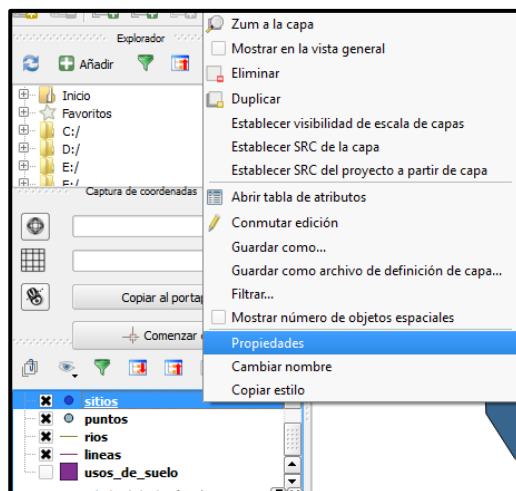 Explorador
Añadir
Inicio
Favoritos
C:/
D:/
E:/
Captura de coordenadas
Copiar al
Comenzar
sitios
puntos
rios
lineas
usos_de_suelo
Zum a la capa
Mostrar en la vista general
Eliminar
Duplicar
Establecer visibilidad de escala de capas
Establecer SRC de la capa
Establecer SRC del proyecto a partir de capa
Abrir tabla de atributos
Conmutar edición
Guardar como...
Guardar como archivo de definición de capa...
Filtrar...
Mostrar número de objetos espaciales
Propiedades
Cambiar nombre
Copiar estilo